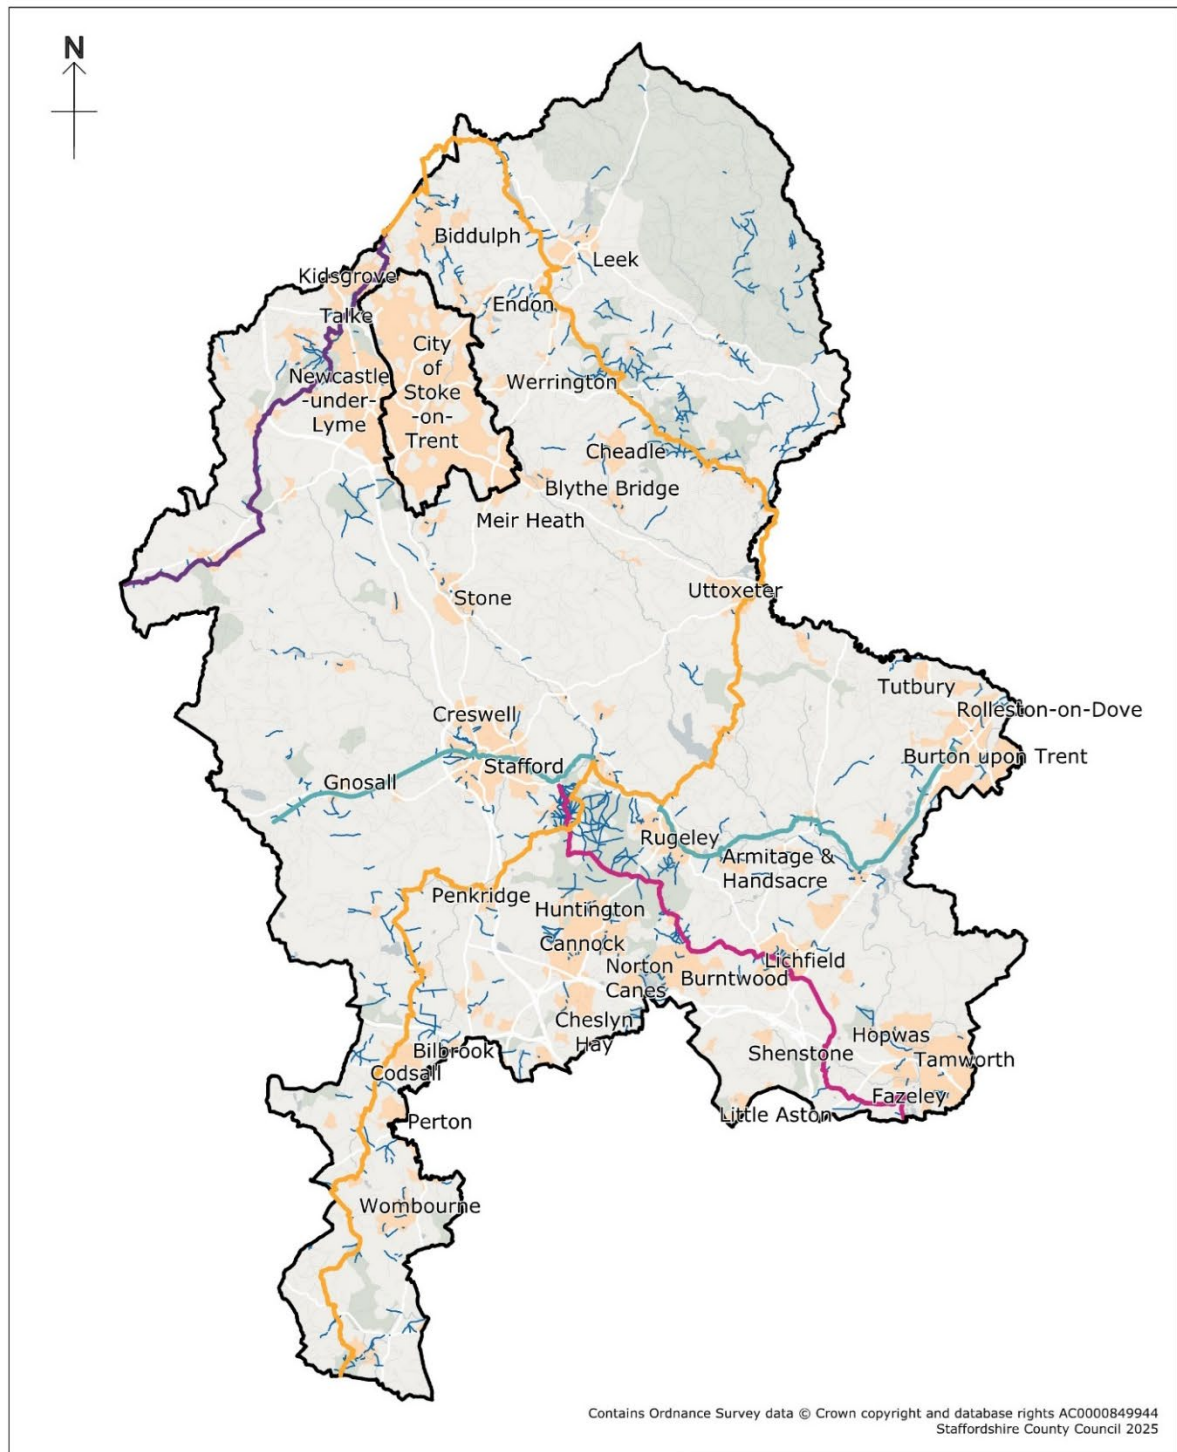 N
Biddulph
Leek
Kidsgrove
Endon
Talke
City
of
Stoke
-on-
Trent
Newcastle
-under-
Lyme
Werrington
Cheadle
Blythe Bridge
Meir Heath
Uttoxeter
Stone
Tutbury
Rolleston-on-Dove
Creswell
Burton upon Trent
Stafford
Gnosall
Rugeley
Armitage &
Handsacre
Penkridge
Huntington
Cannock
Lichfield
Norton
Canes
Burntwood
Cheslyn
Hay
Hopwas
Bilbrook
Shenstone
Tamworth
Codsall
Fazeley
Little Aston
Perton
Wombourne
Contains Ordnance Survey data © Crown copyright and database rights AC0000849944
Staffordshire County Council 2025